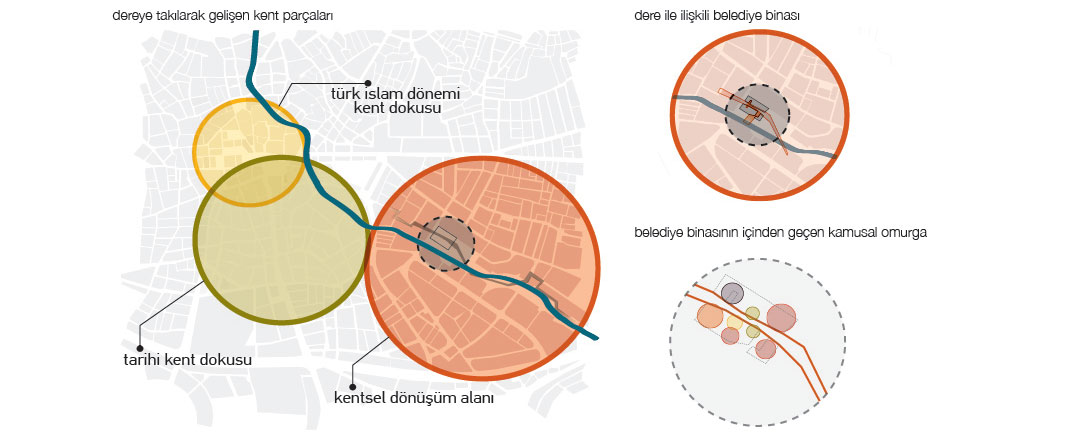 dereye takılarak gelişen kent parçaları
türk islam dönemi
kent dokusu
tarihi kent dokusu
kentsel dönüşüm alanı
dere ile ilişkili belediye binası
belediye binasının içinden geçen kamusal omurga